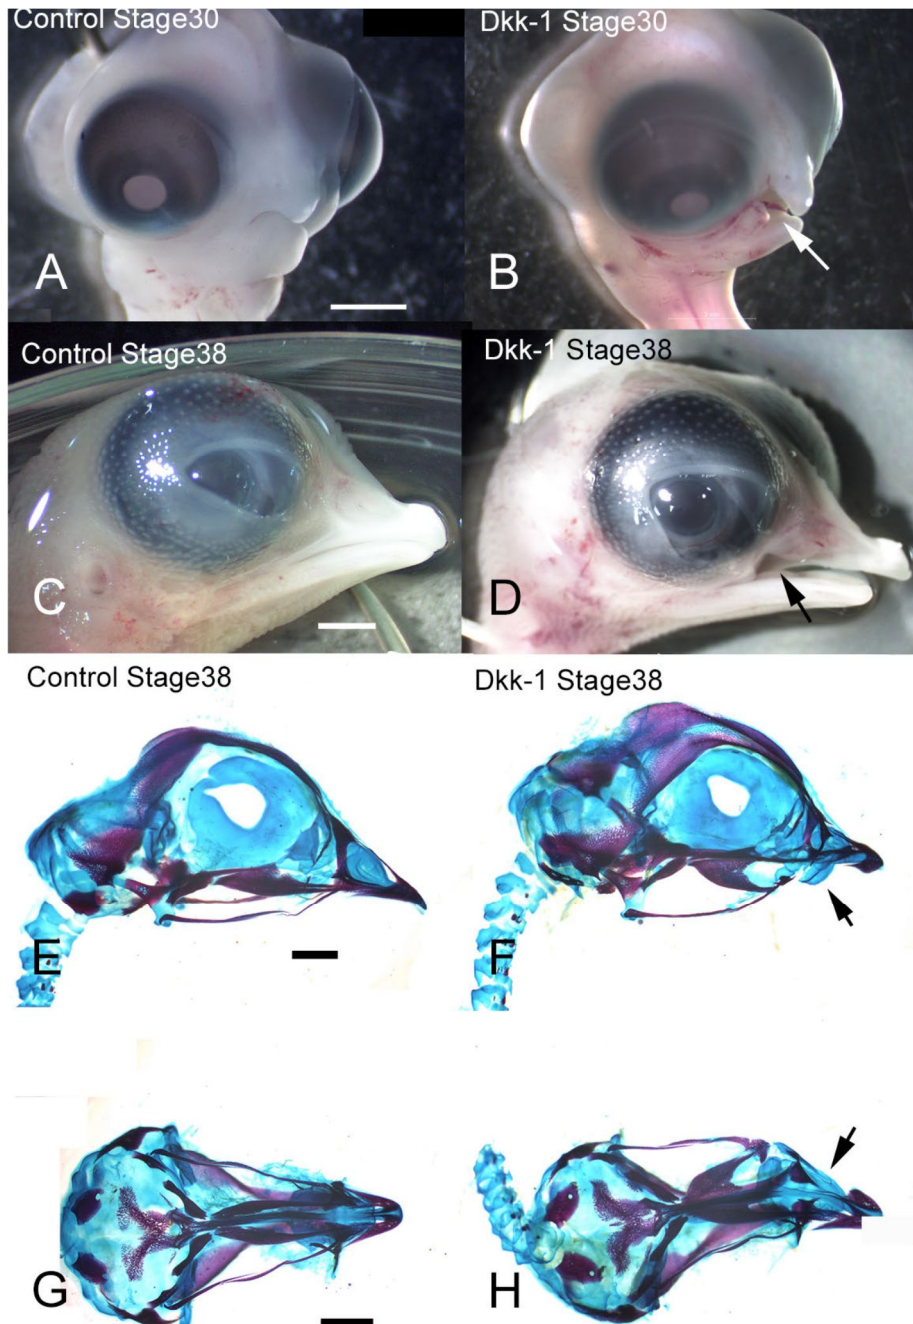 Control Stage30
Dkk-1 Stage30
A
B
Control Stage38
Dkk-1 Stage38
C
D
Control Stage38
Dkk-1 Stage38
E
F
G
H